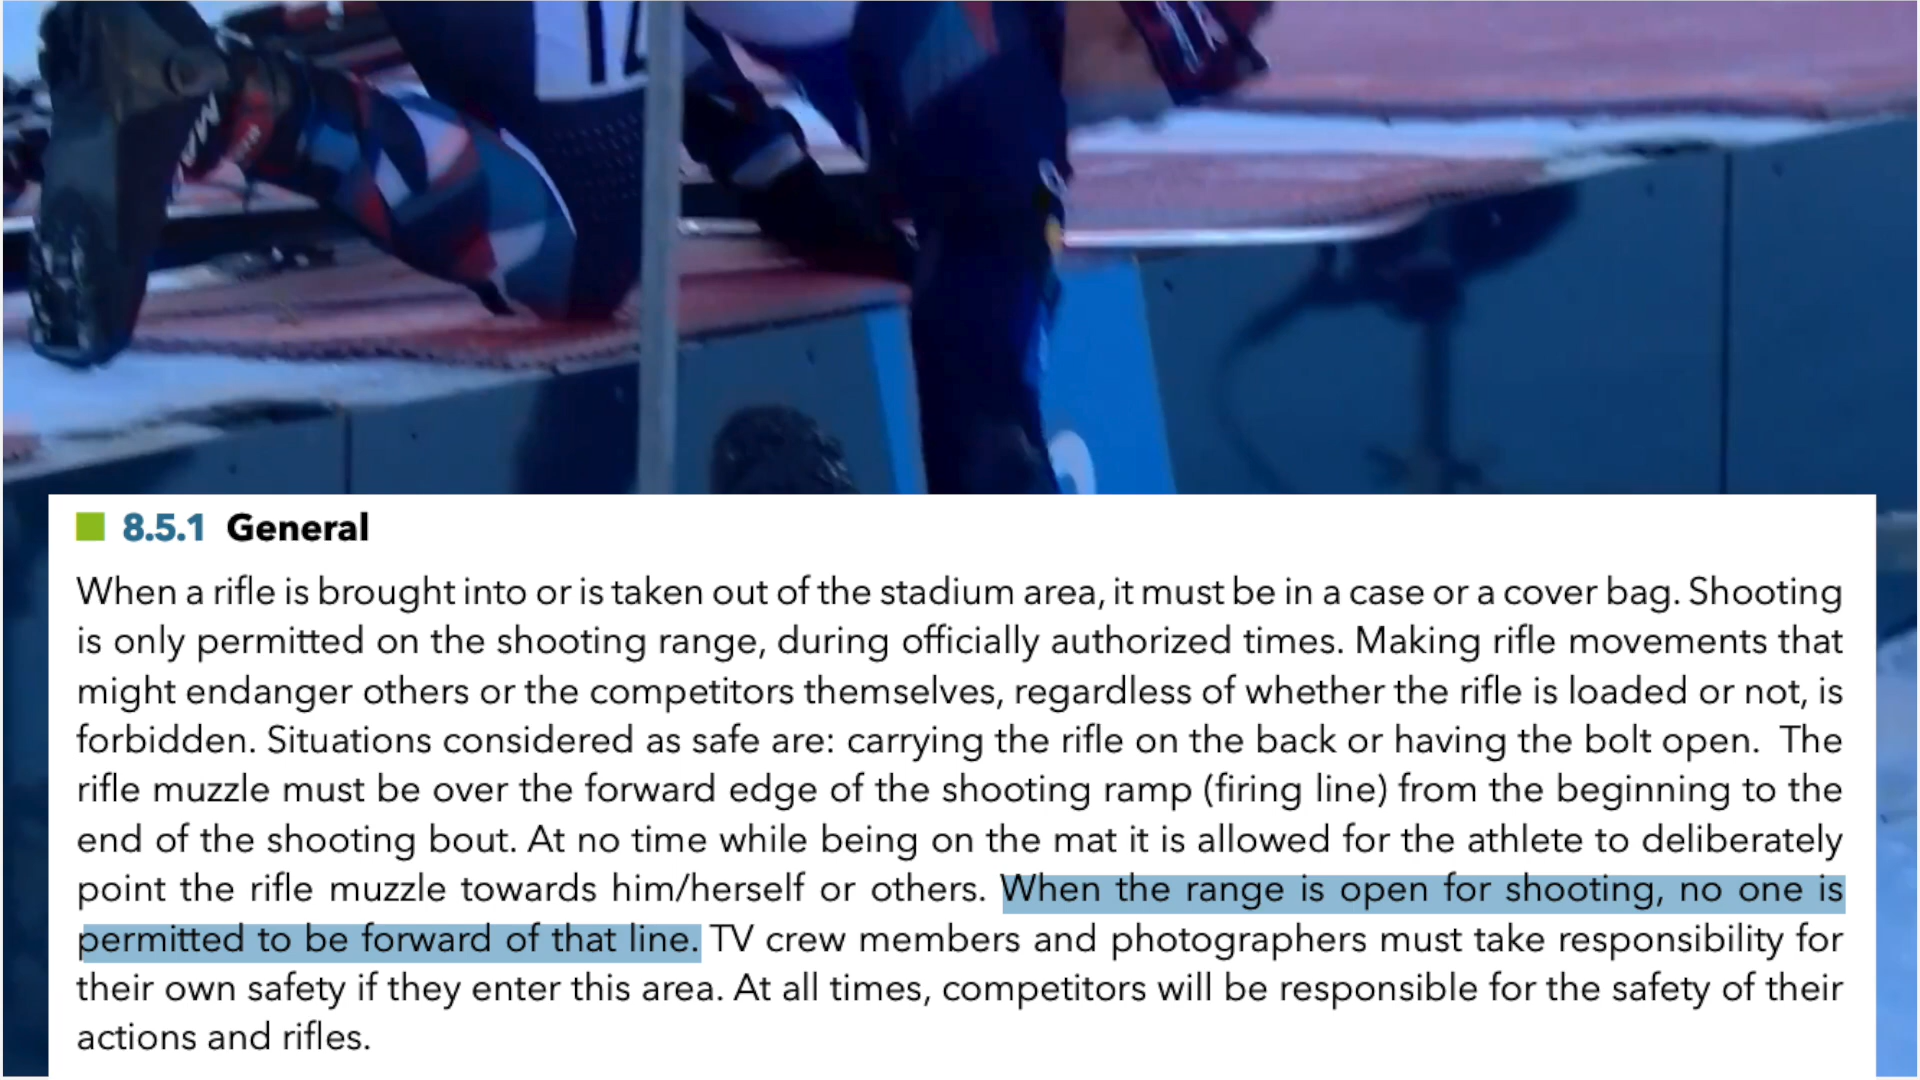 8.5.1 General
When a rifle is brought into or is taken out of the stadium area, it must be in a case or a cover bag. Shooting
is only permitted on the shooting range, during officially authorized times. Making rifle movements that
might endanger others or the competitors themselves, regardless of whether the rifle is loaded or not, is
forbidden. Situations considered as safe are: carrying the rifle on the back or having the bolt open. The
rifle muzzle must be over the forward edge of the shooting ramp (firing line) from the beginning to the
end of the shooting bout. At no time while being on the mat it is allowed for the athlete to deliberately
point the rifle muzzle towards him/herself or others. When the range is open for shooting, no one is
permitted to be forward of that line. TV crew members and photographers must take responsibility for
their own safety if they enter this area. At all times, competitors will be responsible for the safety of their
actions and rifles.